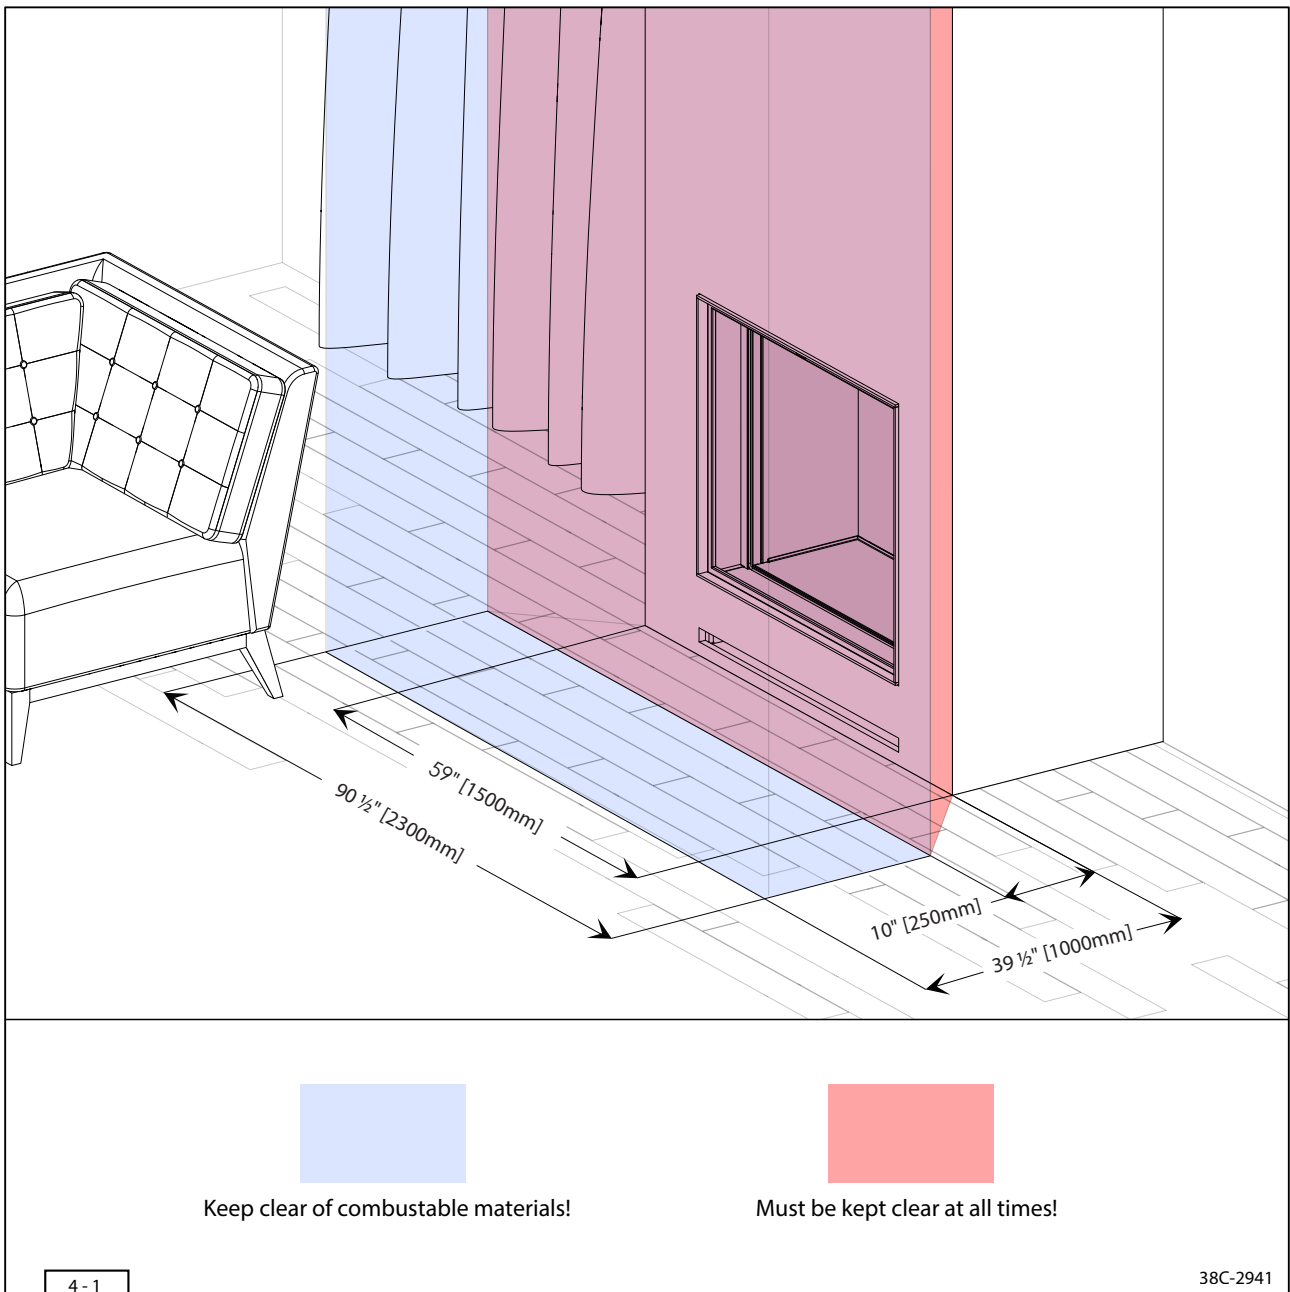 59" [1500mm]
90 ½" [2300mm]
10" [250mm]
39 ½" [1000mm]
Keep clear of combustable materials!
Must be kept clear at all times!
4 - 1
38C-2941